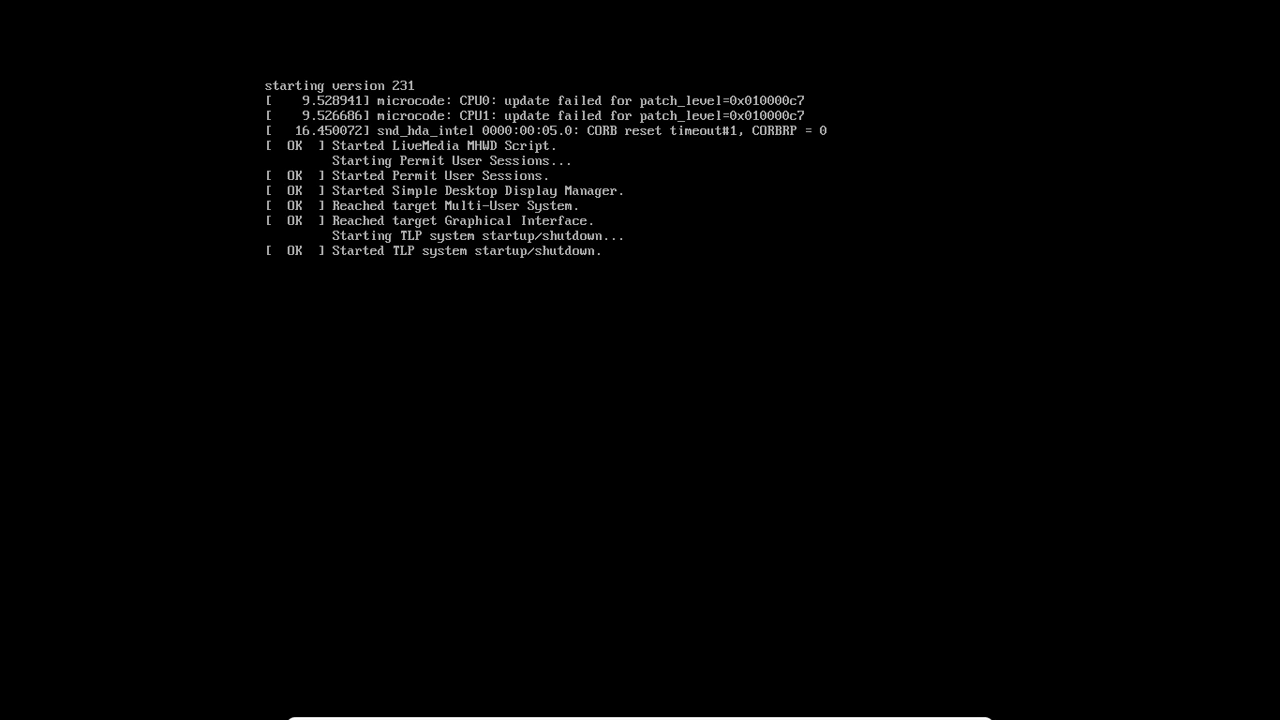 starting version 231
[    9.528941] microcode: CPU0: update failed for patch_level=0x010000c7
[    9.526686] microcode: CPU1: update failed for patch_level=0x010000c7
[   16.450072] snd_hda_intel 0000:00:05.0: CORB reset timeout#1, CORBRP = 0
[  OK  ] Started LiveMedia MHWD Script.
         Starting Permit User Sessions...
[  OK  ] Started Permit User Sessions.
[  OK  ] Started Simple Desktop Display Manager.
[  OK  ] Reached target Multi-User System.
[  OK  ] Reached target Graphical Interface.
         Starting TLP system startup/shutdown...
[  OK  ] Started TLP system startup/shutdown.